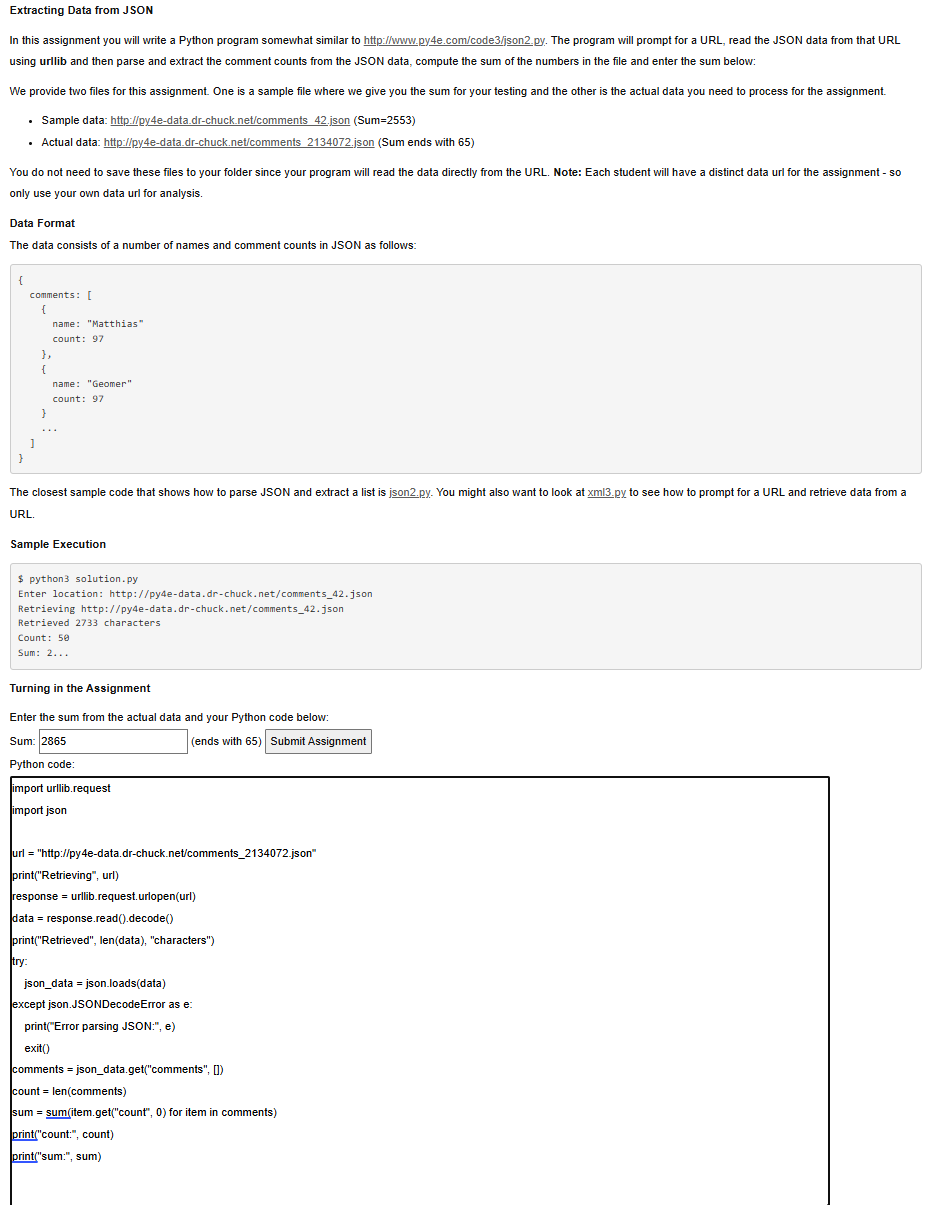 Extracting Data from JSON
In this assignment you will write a Python program somewhat similar to http://www.py4e.com/code3/json2.py. The program will prompt for a URL, read the JSON data from that URL
using urllib and then parse and extract the comment counts from the JSON data, compute the sum of the numbers in the file and enter the sum below:
We provide two files for this assignment. One is a sample file where we give you the sum for your testing and the other is the actual data you need to process for the assignment.
• Sample data: http://py4e-data.dr-chuck.net/comments_42.json (Sum=2553)
• Actual data: http://py4e-data.dr-chuck.net/comments_2134072.json (Sum ends with 65)
You do not need to save these files to your folder since your program will read the data directly from the URL. Note: Each student will have a distinct data url for the assignment - so
only use your own data url for analysis.
Data Format
The data consists of a number of names and comment counts in JSON as follows:
{
  comments: [
    {
      name: "Matthias"
      count: 97
    },
    {
      name: "Geomer"
      count: 97
    }
    ...
  ]
}
The closest sample code that shows how to parse JSON and extract a list is json2.py. You might also want to look at xml3.py to see how to prompt for a URL and retrieve data from a
URL.
Sample Execution
$ python3 solution.py
Enter location: http://py4e-data.dr-chuck.net/comments_42.json
Retrieving http://py4e-data.dr-chuck.net/comments_42.json
Retrieved 2733 characters
Count: 50
Sum: 2...
Turning in the Assignment
Enter the sum from the actual data and your Python code below:
Sum: 2865 (ends with 65) Submit Assignment
Python code:
import urllib.request
import json
url = "http://py4e-data.dr-chuck.net/comments_2134072.json"
print("Retrieving", url)
response = urllib.request.urlopen(url)
data = response.read().decode()
print("Retrieved", len(data), "characters")
try:
    json_data = json.loads(data)
except json.JSONDecodeError as e:
    print("Error parsing JSON:", e)
    exit()
comments = json_data.get("comments", [])
count = len(comments)
sum = sum(item.get("count", 0) for item in comments)
print("count:", count)
print("sum:", sum)